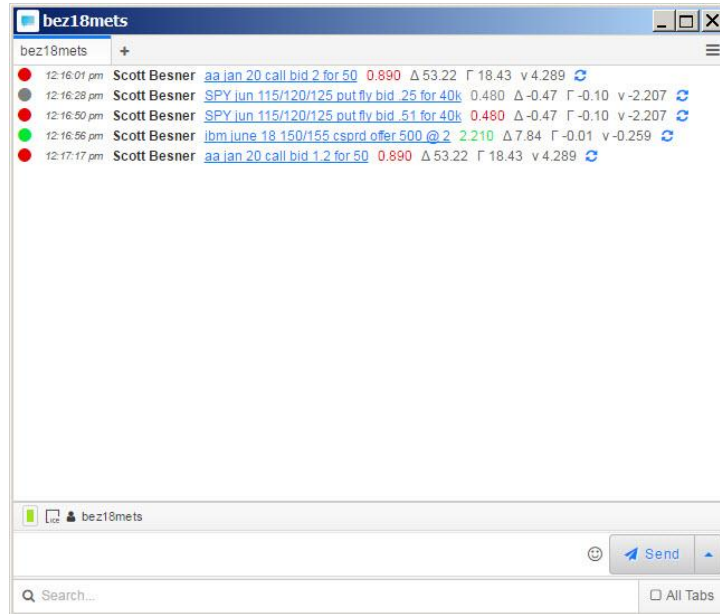 bez18mets
bez18mets +
12:16:01 pm Scott Besner aa jan 20 call bid 2 for 50 0.890 Δ 53.22 Γ 18.43 ν 4.289
12:16:28 pm Scott Besner SPY jun 115/120/125 put fly bid .25 for 40k 0.480 Δ -0.47 Γ -0.10 ν -2.207
12:16:50 pm Scott Besner SPY jun 115/120/125 put fly bid .51 for 40k 0.480 Δ -0.47 Γ -0.10 ν -2.207
12:16:56 pm Scott Besner ibm june 18 150/155 csprd offer 500 @ 2 2.210 Δ 7.84 Γ -0.01 ν -0.259
12:17:17 pm Scott Besner aa jan 20 call bid 1.2 for 50 0.890 Δ 53.22 Γ 18.43 ν 4.289
ice bez18mets
Send
Search... All Tabs